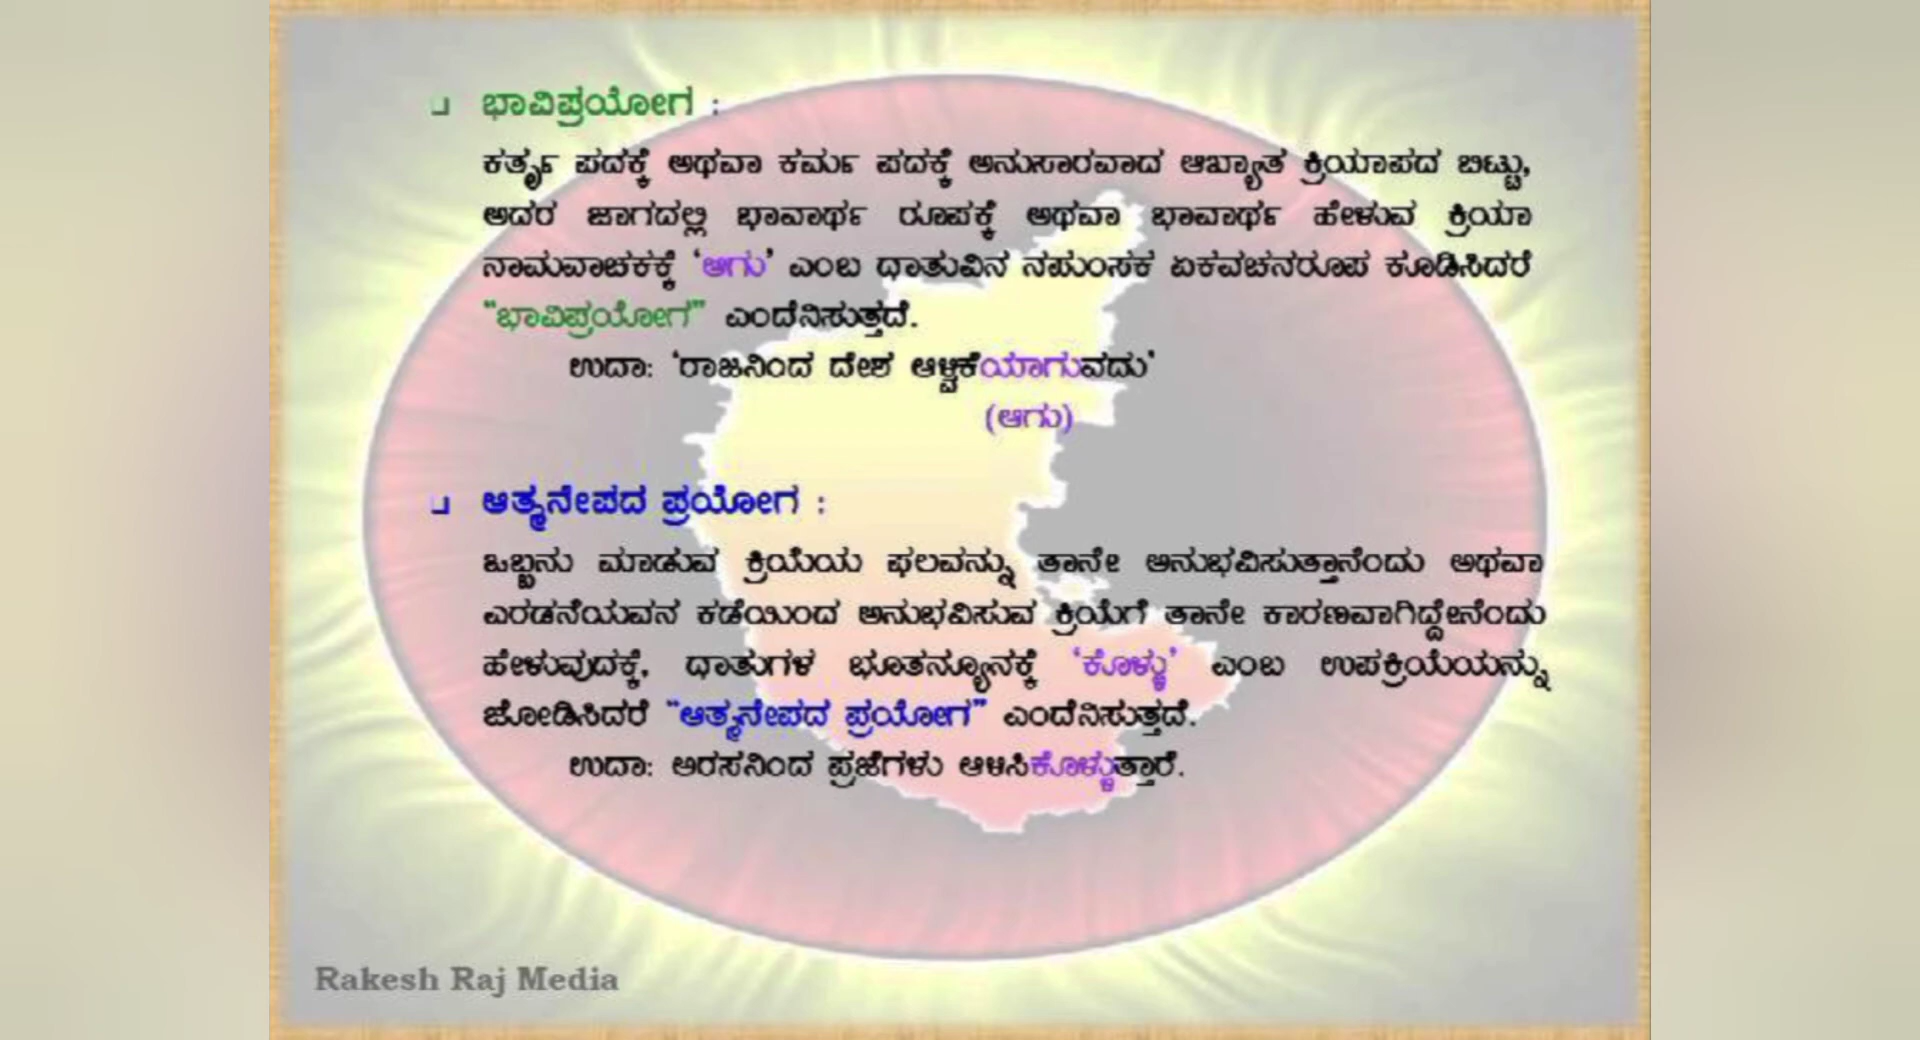 ❑ ಭಾವಿಪ್ರಯೋಗ :
ಕರ್ತೃ ಪದಕ್ಕೆ ಅಥವಾ ಕರ್ಮ ಪದಕ್ಕೆ ಅನುಸಾರವಾದ ಆಖ್ಯಾತ ಕ್ರಿಯಾಪದ ಬಿಟ್ಟು,
ಅದರ ಜಾಗದಲ್ಲಿ ಭಾವಾರ್ಥ ರೂಪಕ್ಕೆ ಅಥವಾ ಭಾವಾರ್ಥ ಹೇಳುವ ಕ್ರಿಯಾ
ನಾಮವಾಚಕಕ್ಕೆ ‘ಆಗು’ ಎಂಬ ಧಾತುವಿನ ನಪುಂಸಕ ಏಕವಚನರೂಪ ಕೂಡಿಸಿದರೆ
“ಭಾವಿಪ್ರಯೋಗ” ಎಂದೆನಿಸುತ್ತದೆ.
ಉದಾ: ‘ರಾಜನಿಂದ ದೇಶ ಆಳ್ವಿಕೆಯಾಗುವದು’
(ಆಗು)
❑ ಆತ್ಮನೇಪದ ಪ್ರಯೋಗ :
ಒಬ್ಬನು ಮಾಡುವ ಕ್ರಿಯೆಯ ಫಲವನ್ನು ತಾನೇ ಅನುಭವಿಸುತ್ತಾನೆಂದು ಅಥವಾ
ಎರಡನೆಯವನ ಕಡೆಯಿಂದ ಅನುಭವಿಸುವ ಕ್ರಿಯೆಗೆ ತಾನೇ ಕಾರಣವಾಗಿದ್ದೇನೆಂದು
ಹೇಳುವುದಕ್ಕೆ, ಧಾತುಗಳ ಭೂತನ್ಯೂನಕ್ಕೆ ‘ಕೊಳ್ಳು’ ಎಂಬ ಉಪಕ್ರಿಯೆಯನ್ನು
ಜೋಡಿಸಿದರೆ “ಆತ್ಮನೇಪದ ಪ್ರಯೋಗ” ಎಂದೆನಿಸುತ್ತದೆ.
ಉದಾ: ಅರಸನಿಂದ ಪ್ರಜೆಗಳು ಆಳಿಸಿಕೊಳ್ಳುತ್ತಾರೆ.
Rakesh Raj Media